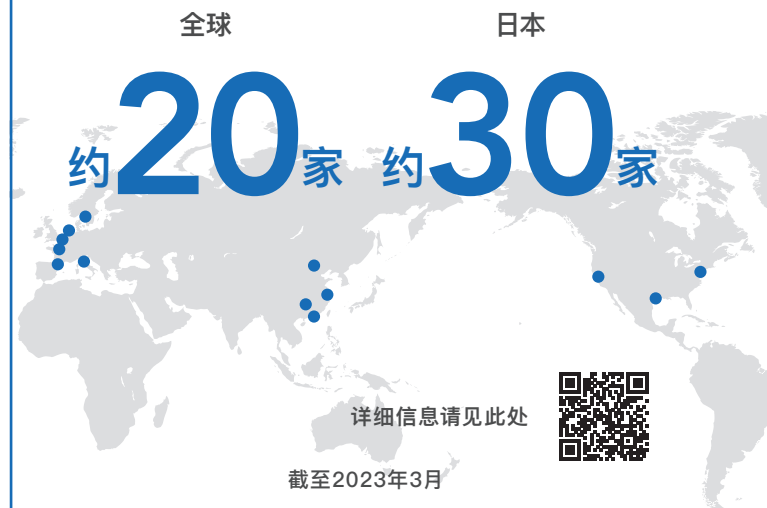 全球
约20家
日本
约30家
详细信息请见此处
截至2023年3月